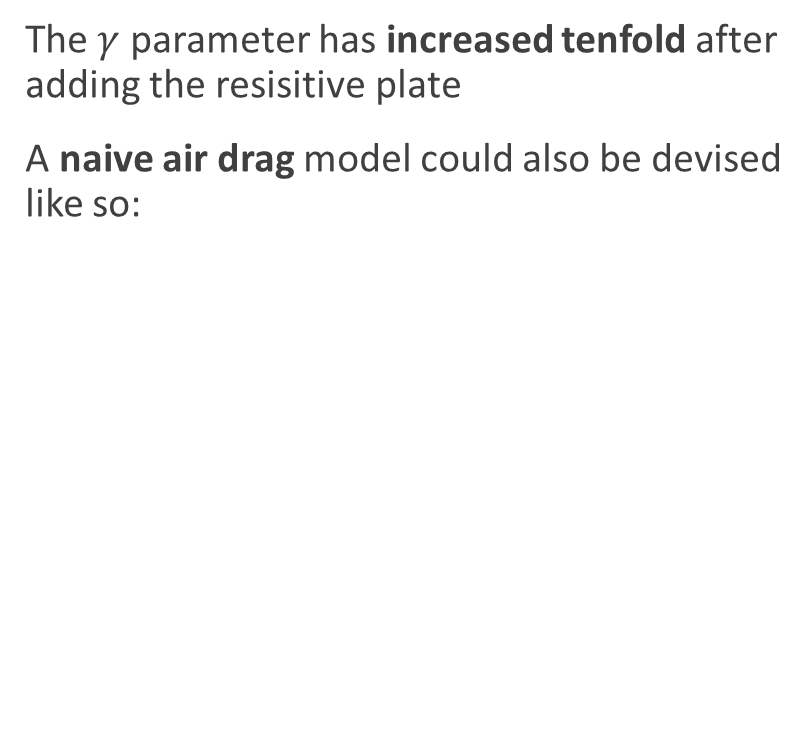 The γ parameter has increased tenfold after
adding the resisitive plate
A naive air drag model could also be devised
like so: